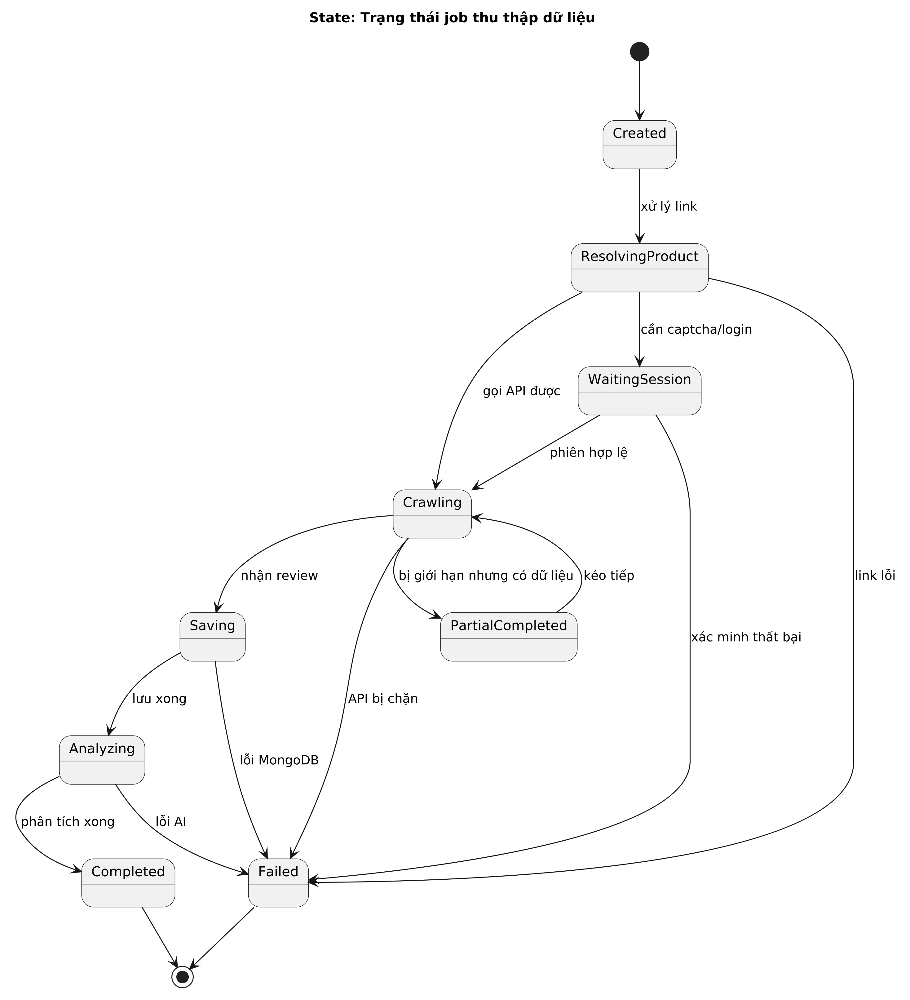 State: Trạng thái job thu thập dữ liệu
Created
xử lý link
ResolvingProduct
cần captcha/login
WaitingSession
gọi API được
phiên hợp lệ
Crawling
nhận review
bị giới hạn nhưng có dữ liệu
kéo tiếp
link lỗi
Saving
PartialCompleted
xác minh thất bại
lưu xong
API bị chặn
Analyzing
lỗi MongoDB
phân tích xong
lỗi AI
Completed
Failed